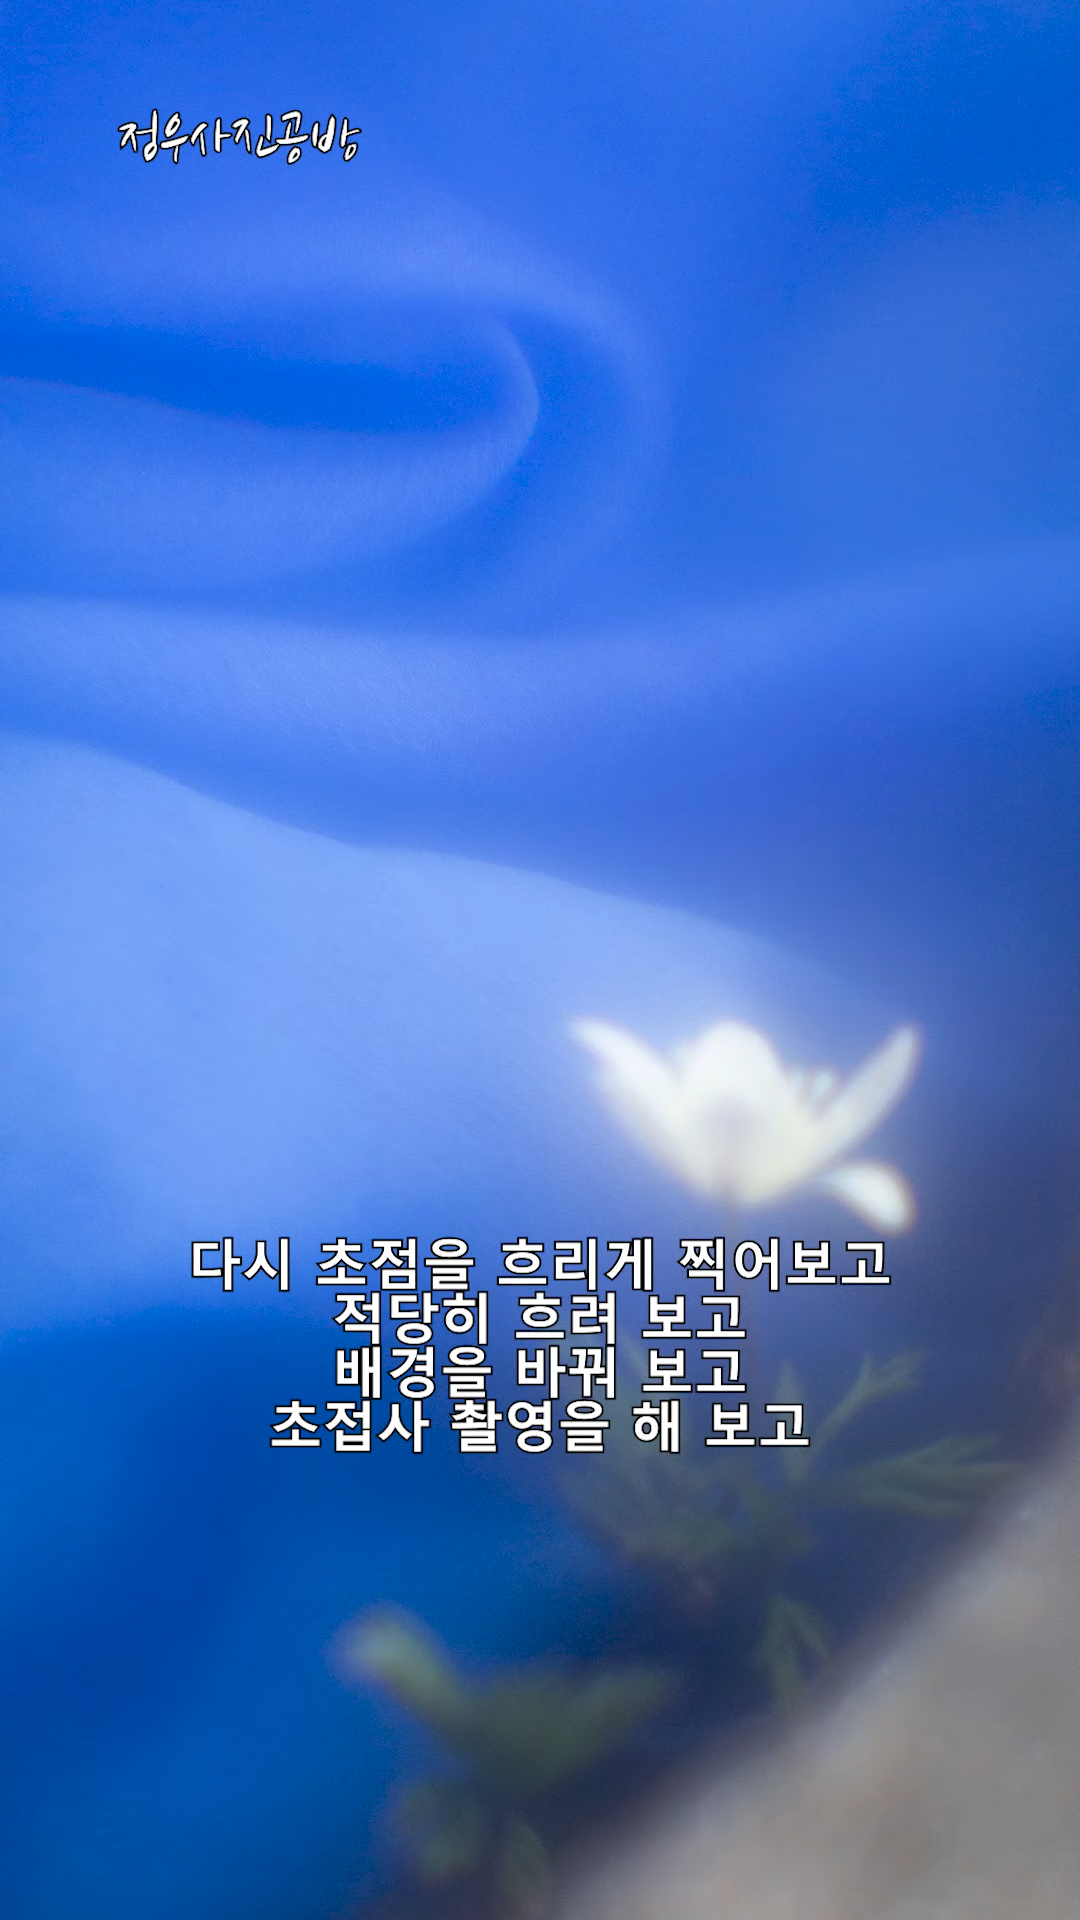 정우사진공방
다시 초점을 흐리게 찍어보고
적당히 흐려 보고
배경을 바꿔 보고
초접사 촬영을 해 보고